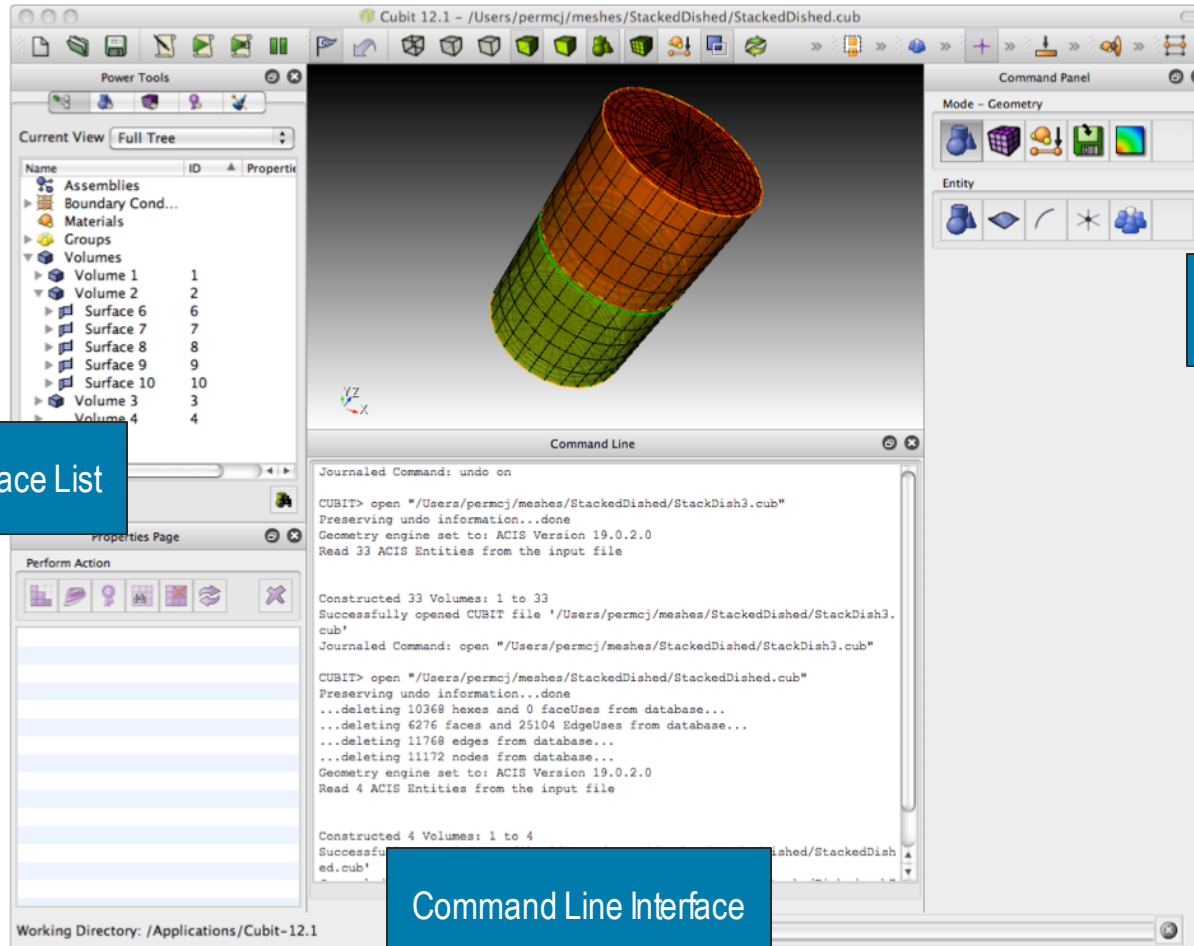 Cubit 12.1 – /Users/permcj/meshes/StackedDished/StackedDished.cub
Power Tools
Current View Full Tree
Name ID
Assemblies
Boundary Cond...
Materials
Groups
Volumes
Volume 1 1
Volume 2 2
Surface 6 6
Surface 7 7
Surface 8 8
Surface 9 9
Surface 10 10
Volume 3 3
Volume 4 4
List
Properties Page
Perform Action
Working Directory: /Applications/Cubit-12.1
YZ
X
Command Line
Journaled Command: undo on
CUBIT> open "/Users/permcj/meshes/StackedDished/StackDish3.cub"
Preserving undo information...done
Geometry engine set to: ACIS Version 19.0.2.0
Read 33 ACIS Entities from the input file
Constructed 33 Volumes: 1 to 33
Successfully opened CUBIT file '/Users/permcj/meshes/StackedDished/StackDish3.
cub'
Journaled Command: open "/Users/permcj/meshes/StackedDished/StackDish3.cub"
CUBIT> open "/Users/permcj/meshes/StackedDished/StackedDished.cub"
Preserving undo information...done
...deleting 10368 hexes and 0 faceUses from database...
...deleting 6276 faces and 25104 EdgeUses from database...
...deleting 11768 edges from database...
...deleting 11172 nodes from database...
Geometry engine set to: ACIS Version 19.0.2.0
Read 4 ACIS Entities from the input file
Constructed 4 Volumes: 1 to 4
ed.cub'
Command Line Interface
Command Panel
Mode – Geometry
Entity